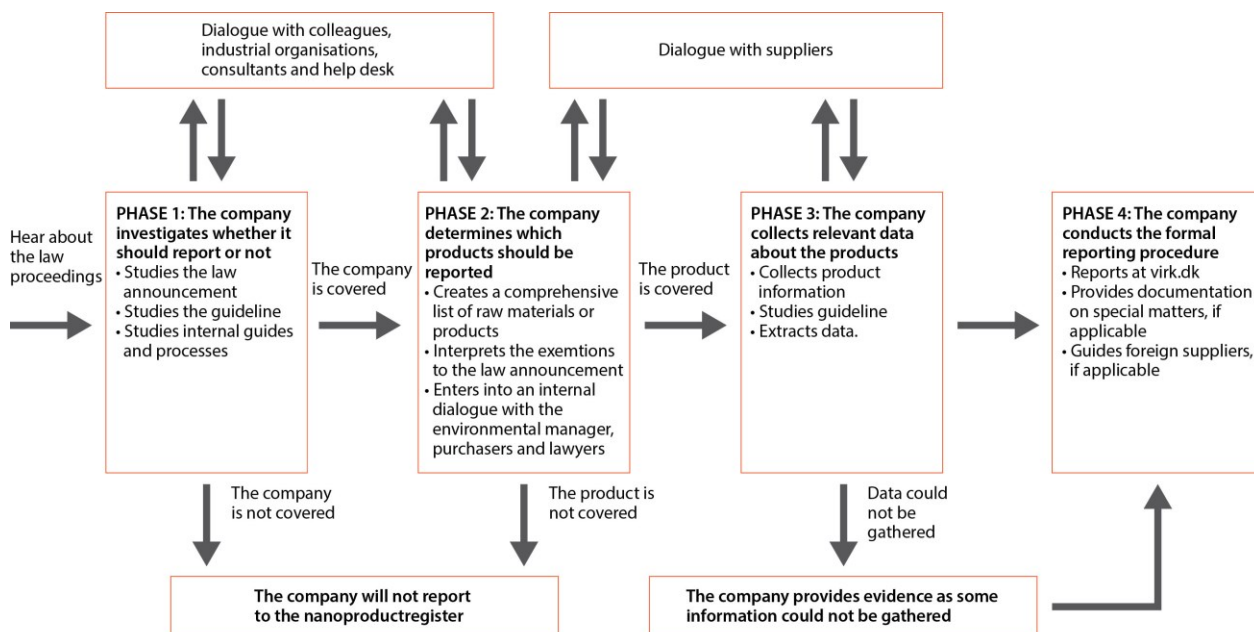 Dialogue with colleagues,
industrial organisations,
consultants and help desk
Dialogue with suppliers
Hear about
the law
proceedings
PHASE 1: The company
investigates whether it
should report or not
• Studies the law
announcement
• Studies the guideline
• Studies internal guides
and processes
The company
is covered
PHASE 2: The company
determines which
products should be
reported
• Creates a comprehensive
list of raw materials or
products
• Interprets the exemtions
to the law announcement
• Enters into an internal
dialogue with the
environmental manager,
purchasers and lawyers
The product
is covered
PHASE 3: The company
collects relevant data
about the products
• Collects product
information
• Studies guideline
• Extracts data.
PHASE 4: The company
conducts the formal
reporting procedure
• Reports at virk.dk
• Provides documentation
on special matters, if
applicable
• Guides foreign suppliers,
if applicable
The company
is not covered
The product is
not covered
Data could
not be
gathered
The company will not report
to the nanoproductregister
The company provides evidence as some
information could not be gathered